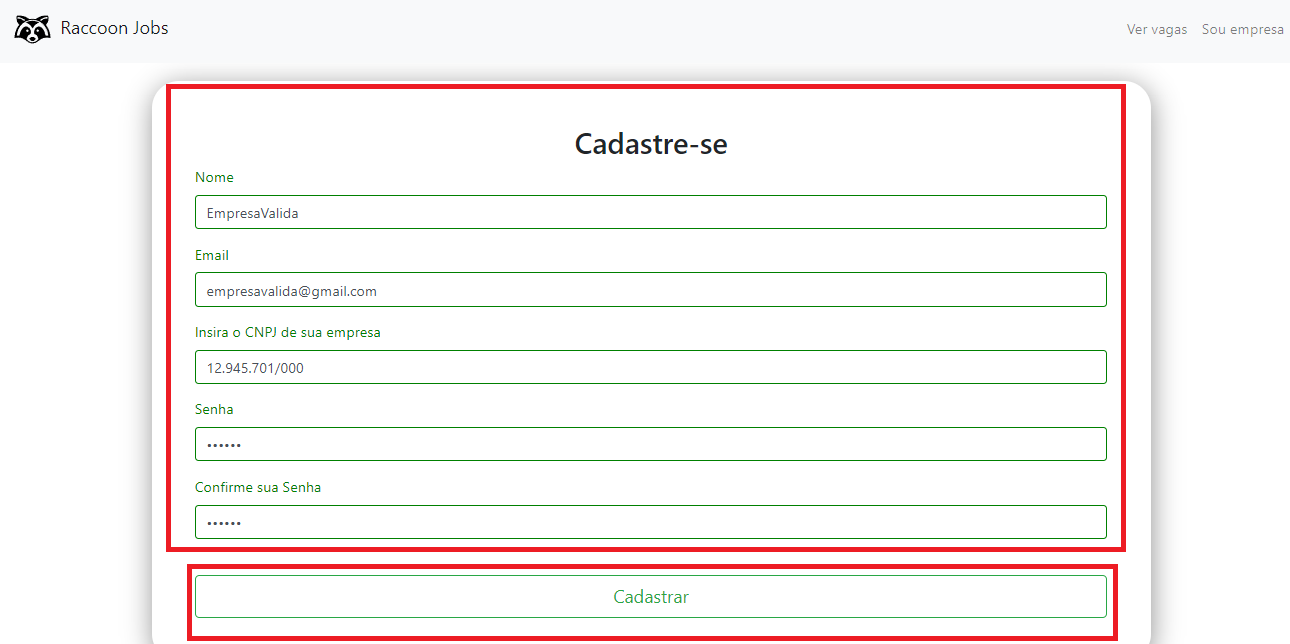 Raccoon Jobs
Ver vagas Sou empresa
Cadastre-se
Nome
EmpresaValida
Email
empresavalida@gmail.com
Insira o CNPJ de sua empresa
12.945.701/000
Senha
••••••
Confirme sua Senha
••••••
Cadastrar